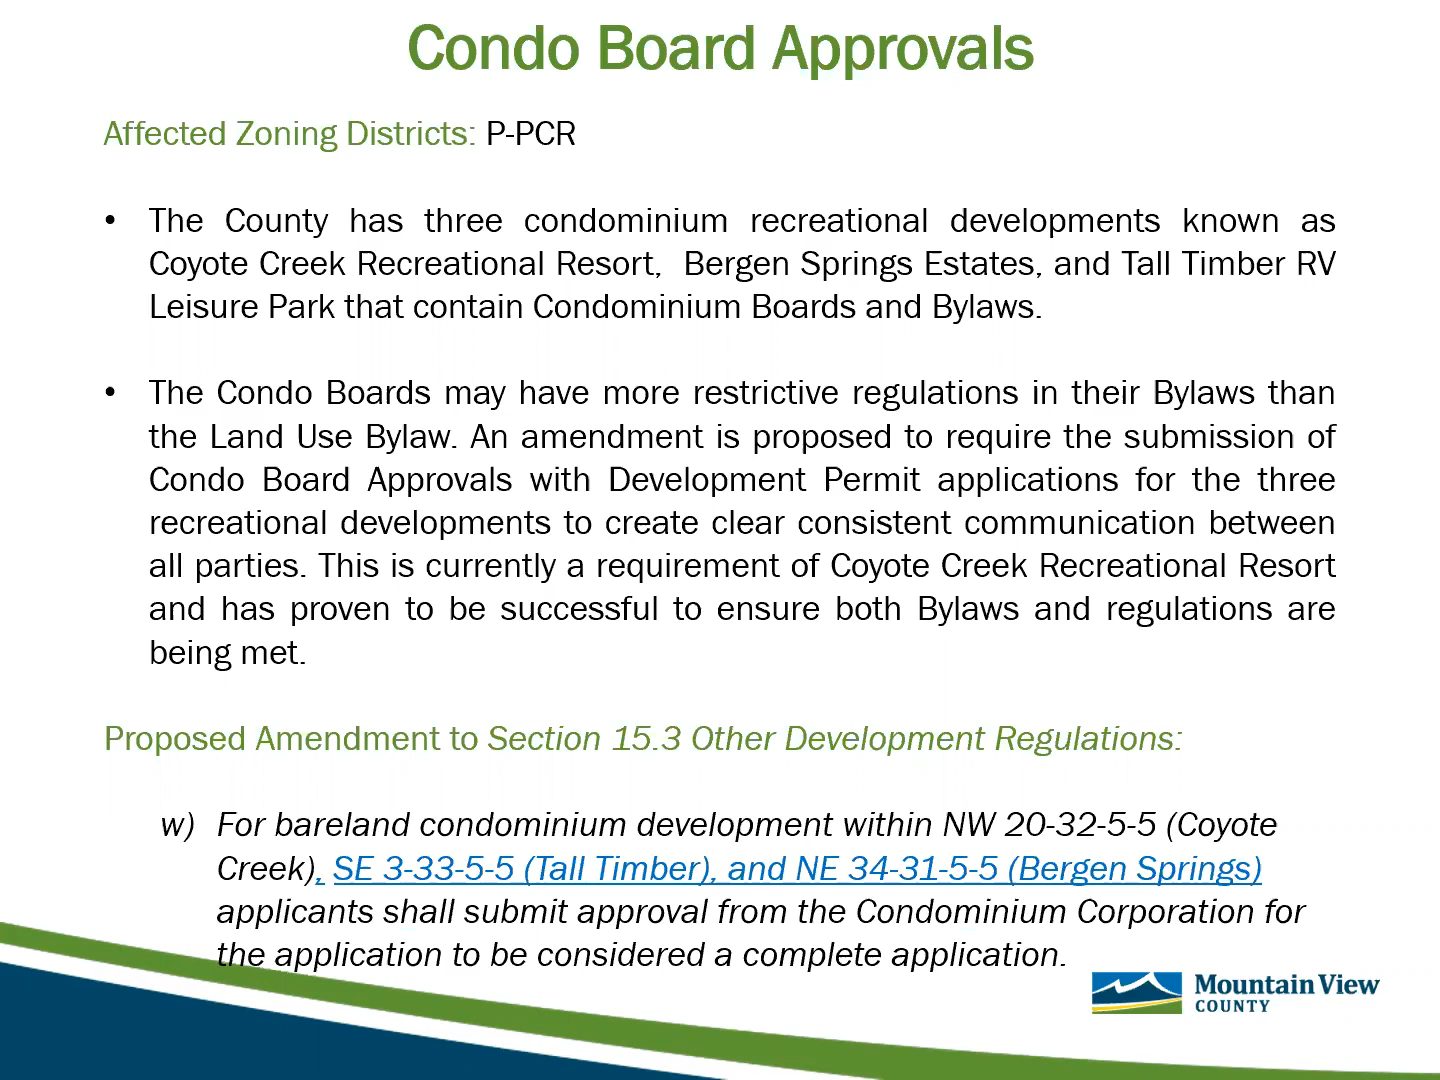 Condo Board Approvals
Affected Zoning Districts: P-PCR
• The County has three condominium recreational developments known as
Coyote Creek Recreational Resort, Bergen Springs Estates, and Tall Timber RV
Leisure Park that contain Condominium Boards and Bylaws.
• The Condo Boards may have more restrictive regulations in their Bylaws than
the Land Use Bylaw. An amendment is proposed to require the submission of
Condo Board Approvals with Development Permit applications for the three
recreational developments to create clear consistent communication between
all parties. This is currently a requirement of Coyote Creek Recreational Resort
and has proven to be successful to ensure both Bylaws and regulations are
being met.
Proposed Amendment to Section 15.3 Other Development Regulations:
w) For bareland condominium development within NW 20-32-5-5 (Coyote
Creek), SE 3-33-5-5 (Tall Timber), and NE 34-31-5-5 (Bergen Springs)
applicants shall submit approval from the Condominium Corporation for
the application to be considered a complete application.
Mountain View
COUNTY